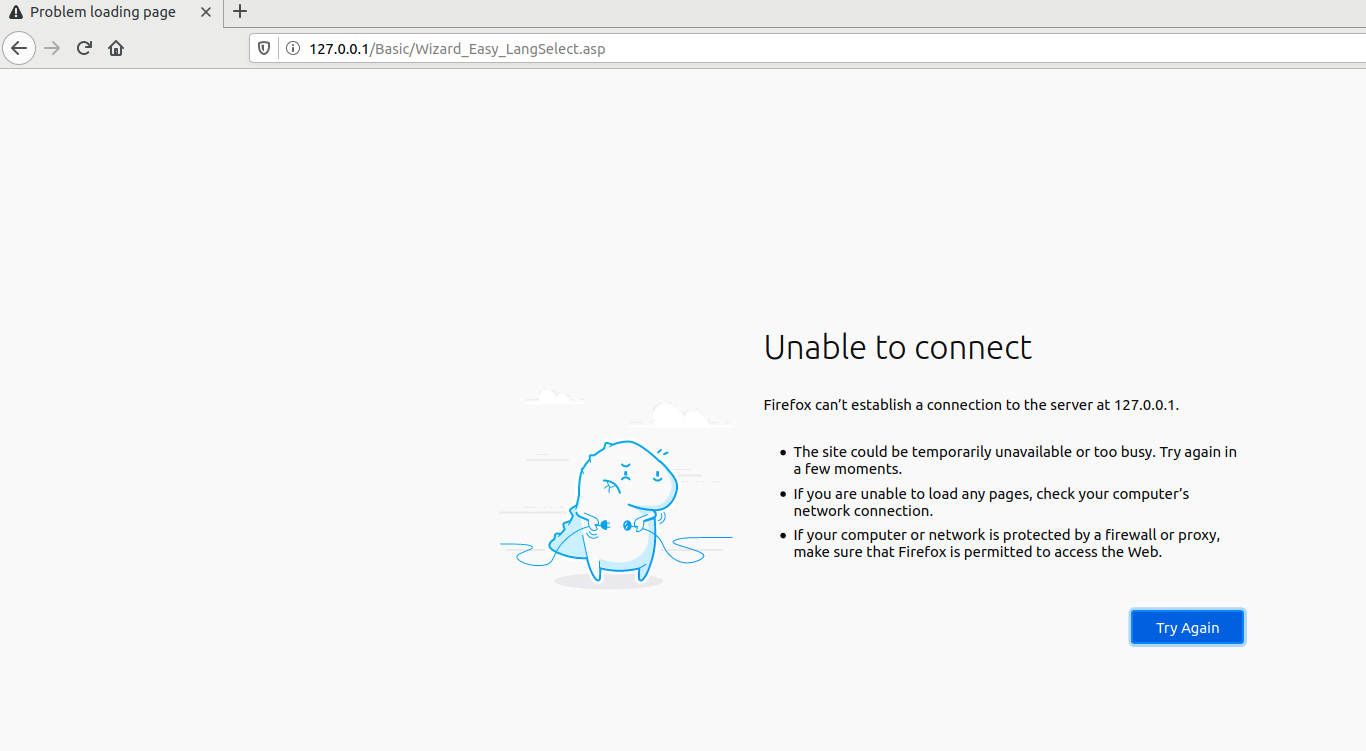 Problem loading page
127.0.0.1/Basic/Wizard_Easy_LangSelect.asp
Unable to connect
Firefox can’t establish a connection to the server at 127.0.0.1.
• The site could be temporarily unavailable or too busy. Try again in
a few moments.
• If you are unable to load any pages, check your computer’s
network connection.
• If your computer or network is protected by a firewall or proxy,
make sure that Firefox is permitted to access the Web.
Try Again